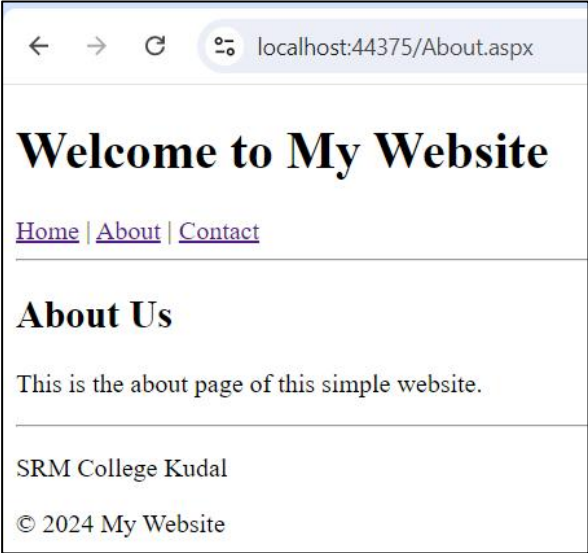 localhost:44375/About.aspx
Welcome to My Website
Home | About | Contact
About Us
This is the about page of this simple website.
SRM College Kudal
© 2024 My Website